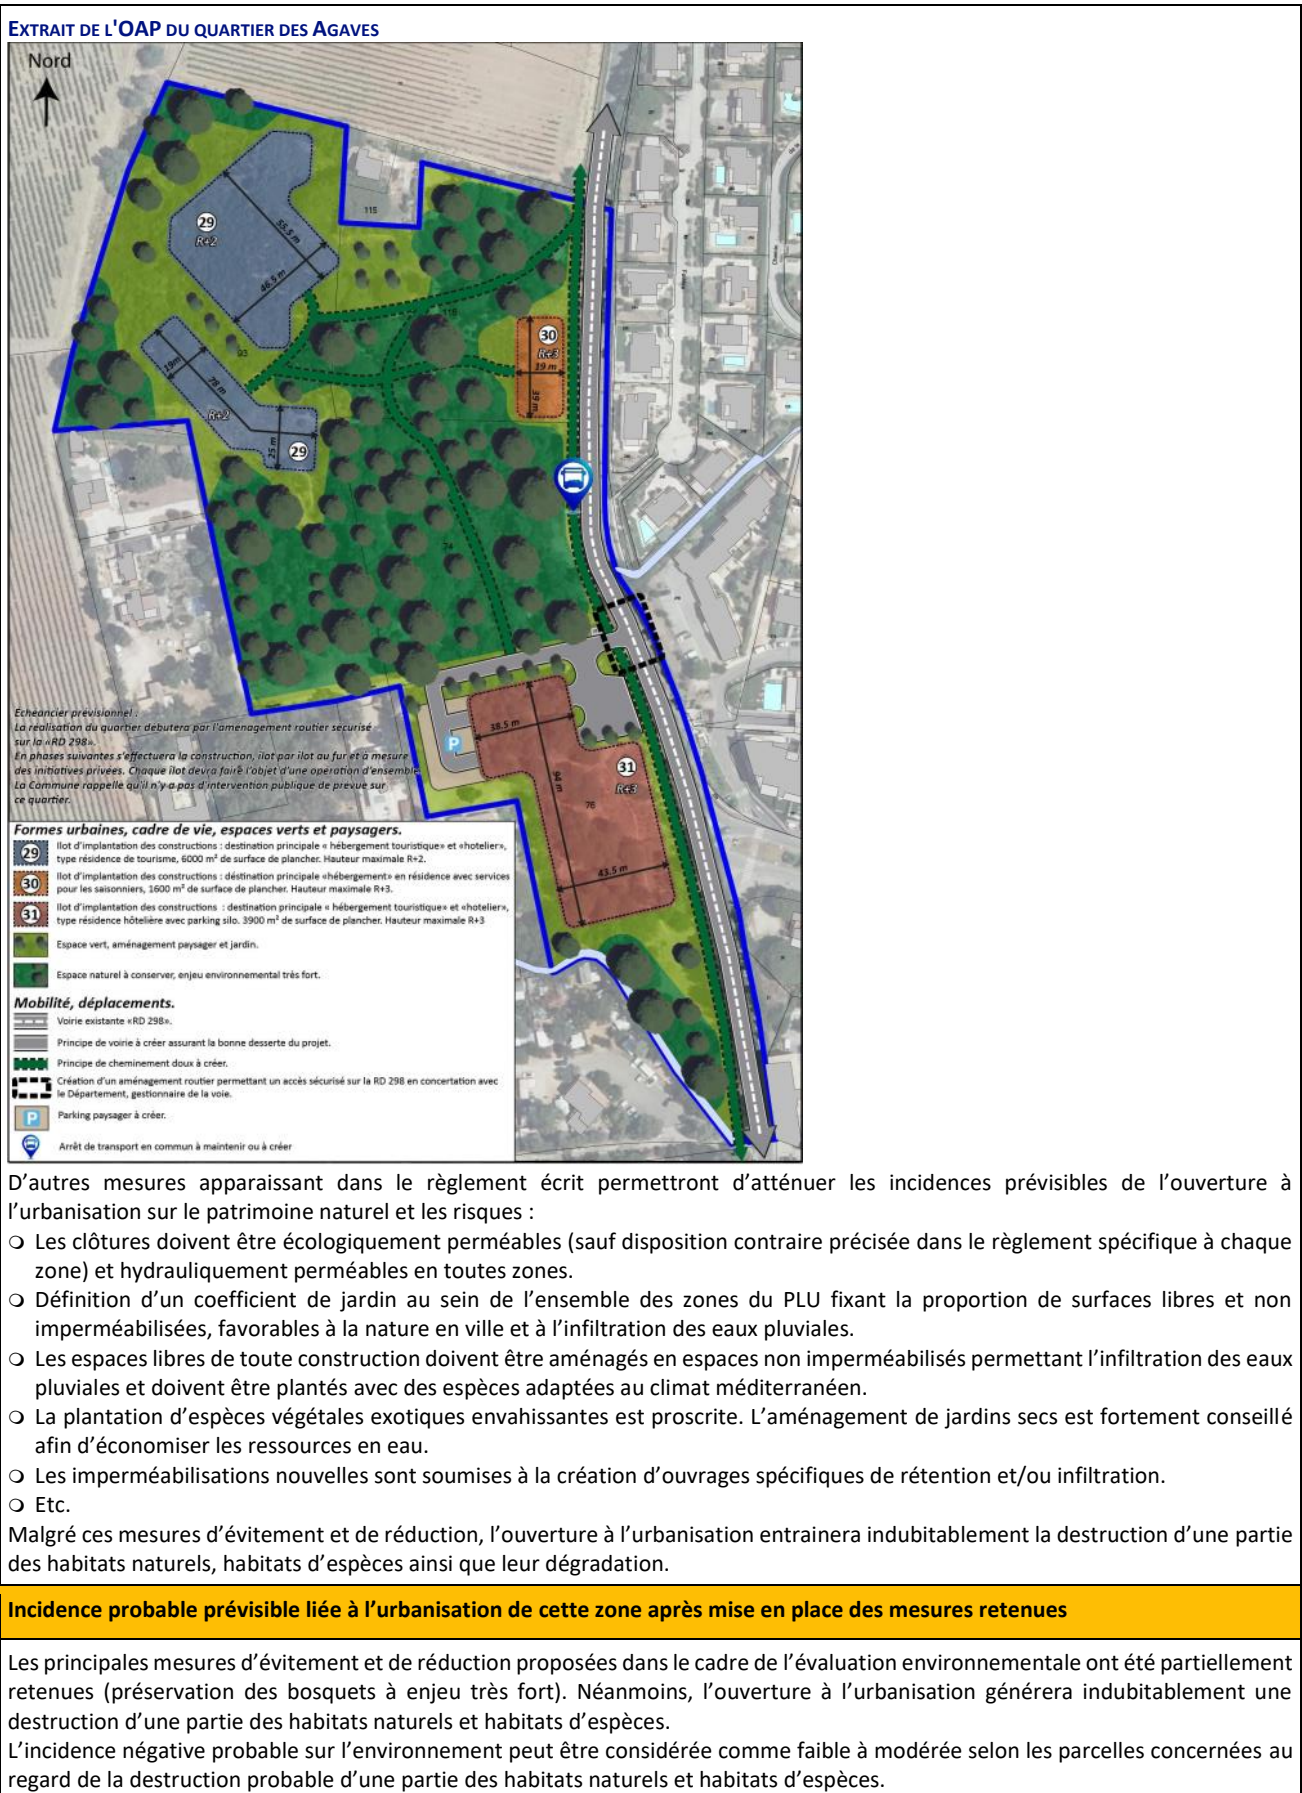 EXTRAIT DE L'OAP DU QUARTIER DES AGAVES
Nord
115
29
R+2
55.5 m
46.5 m
118
30
R+3
19 m
39 m
93
19m
78 m
R+2
25 m
29
74
Echeancier prévisionnel :
La réalisation du quartier débutera par l'aménagement routier sécurisé
sur la «RD 298».
En phases suivantes s'effectuera la construction, ilot par ilot au fur et à mesure
des initiatives privées. Chaque ilot devra faire l'objet d'une operation d'ensemble
La Commune rappelle qu'il n'y a pas d'intervention publique de prevue sur
ce quartier.
38.5 m
P
31
R+3
94 m
76
43.5 m
Formes urbaines, cadre de vie, espaces verts et paysagers.
29 Ilot d'implantation des constructions : destination principale « hébergement touristique» et «hotelier»,
type résidence de tourisme, 6000 m² de surface de plancher. Hauteur maximale R+2.
30 Ilot d'implantation des constructions : déstination principale «hébergement» en résidence avec services
pour les saisonniers, 1600 m² de surface de plancher. Hauteur maximale R+3.
31 Ilot d'implantation des constructions : destination principale « hébergement touristique» et «hotelier»,
type résidence hôtelière avec parking silo. 3900 m² de surface de plancher. Hauteur maximale R+3
Espace vert, aménagement paysager et jardin.
Espace naturel à conserver, enjeu environnemental très fort.
Mobilité, déplacements.
Voirie existante «RD 298».
Principe de voirie à créer assurant la bonne desserte du projet.
Principe de cheminement doux à créer.
Création d'un aménagement routier permettant un accès sécurisé sur la RD 298 en concertation avec
le Département, gestionnaire de la voie.
P Parking paysager à créer.
Arrêt de transport en commun à maintenir ou à créer
D'autres mesures apparaissant dans le règlement écrit permettront d'atténuer les incidences prévisibles de l'ouverture à
l'urbanisation sur le patrimoine naturel et les risques :
❍ Les clôtures doivent être écologiquement perméables (sauf disposition contraire précisée dans le règlement spécifique à chaque
zone) et hydrauliquement perméables en toutes zones.
❍ Définition d'un coefficient de jardin au sein de l'ensemble des zones du PLU fixant la proportion de surfaces libres et non
imperméabilisées, favorables à la nature en ville et à l'infiltration des eaux pluviales.
❍ Les espaces libres de toute construction doivent être aménagés en espaces non imperméabilisés permettant l'infiltration des eaux
pluviales et doivent être plantés avec des espèces adaptées au climat méditerranéen.
❍ La plantation d'espèces végétales exotiques envahissantes est proscrite. L'aménagement de jardins secs est fortement conseillé
afin d'économiser les ressources en eau.
❍ Les imperméabilisations nouvelles sont soumises à la création d'ouvrages spécifiques de rétention et/ou infiltration.
❍ Etc.
Malgré ces mesures d'évitement et de réduction, l'ouverture à l'urbanisation entrainera indubitablement la destruction d'une partie
des habitats naturels, habitats d'espèces ainsi que leur dégradation.
Incidence probable prévisible liée à l'urbanisation de cette zone après mise en place des mesures retenues
Les principales mesures d'évitement et de réduction proposées dans le cadre de l'évaluation environnementale ont été partiellement
retenues (préservation des bosquets à enjeu très fort). Néanmoins, l'ouverture à l'urbanisation générera indubitablement une
destruction d'une partie des habitats naturels et habitats d'espèces.
L'incidence négative probable sur l'environnement peut être considérée comme faible à modérée selon les parcelles concernées au
regard de la destruction probable d'une partie des habitats naturels et habitats d'espèces.